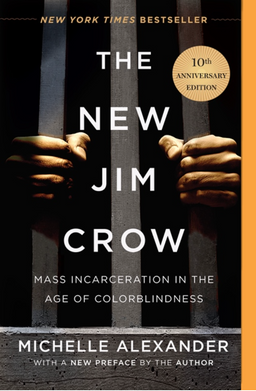 NEW YORK TIMES BESTSELLER
THE
10th
ANNIVERSARY
EDITION
NEW
JIM
CROW
MASS INCARCERATION IN THE
AGE OF COLORBLINDNESS
MICHELLE ALEXANDER
WITH A NEW PREFACE BY THE AUTHOR